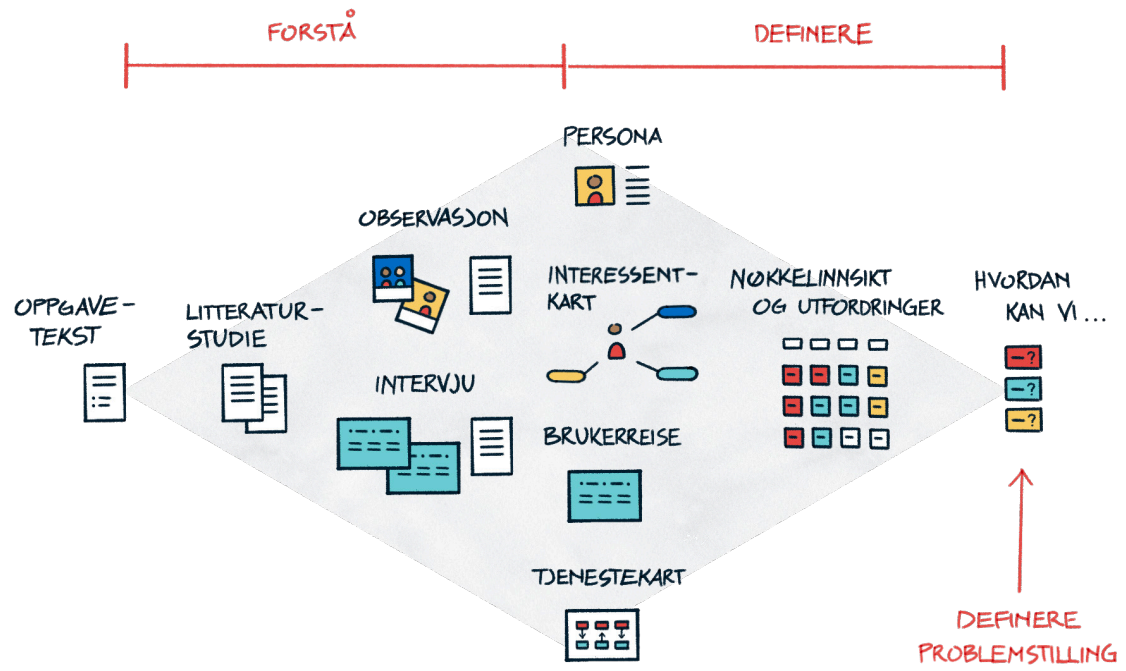 FORSTÅ
DEFINERE
PERSONA
OBSERVASJON
INTERESSENT-
KART
NØKKELINNSIKT
OG UTFORDRINGER
HVORDAN
KAN VI ...
OPPGAVE-
TEKST
LITTERATUR-
STUDIE
INTERVJU
BRUKERREISE
TJENESTEKART
-?
-?
-?
DEFINERE
PROBLEMSTILLING